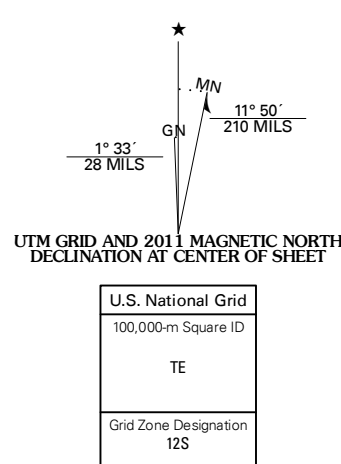 MN
GN
11° 50´
210 MILS
1° 33´
28 MILS
UTM GRID AND 2011 MAGNETIC NORTH
DECLINATION AT CENTER OF SHEET
U.S. National Grid
100,000-m Square ID
TE
Grid Zone Designation
12S